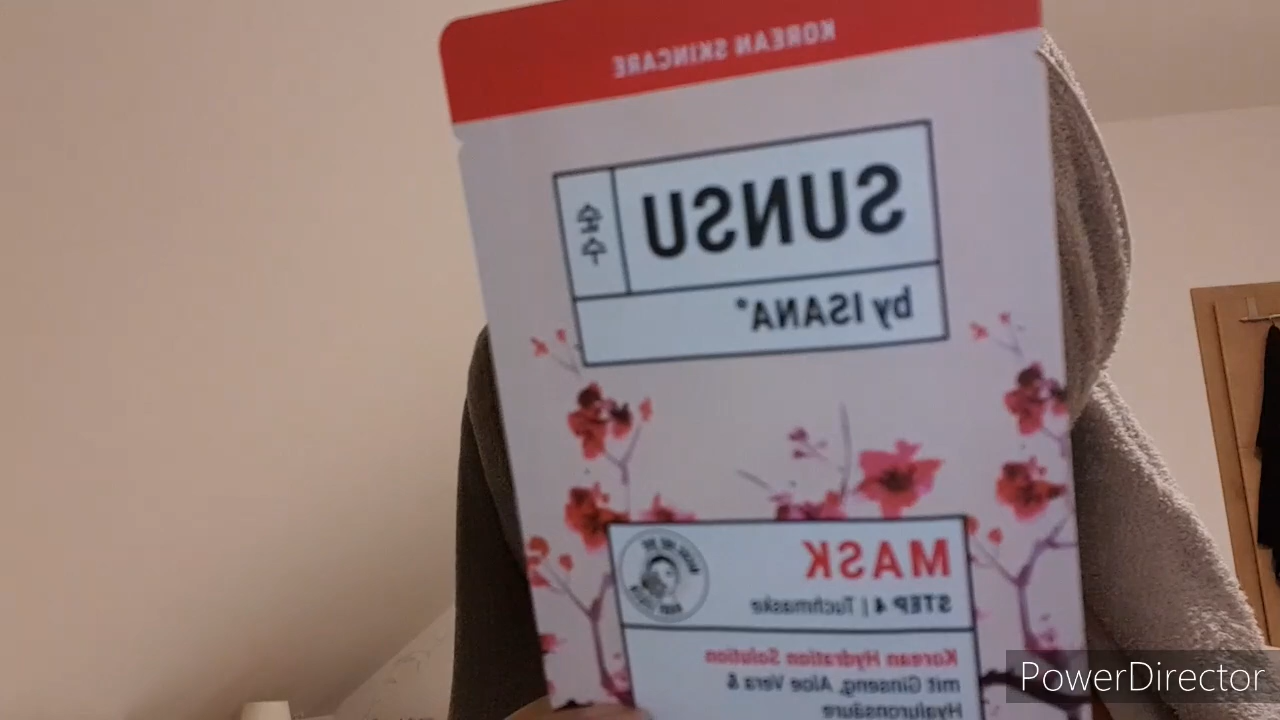 KOREAN SKINCARE
SUNSU
순수
by ISANA®
MASK
STEP 4 | Tuchmaske
Korean Hydration Solution
mit Ginseng, Aloe Vera &
Hyaluronsäure
PowerDirector